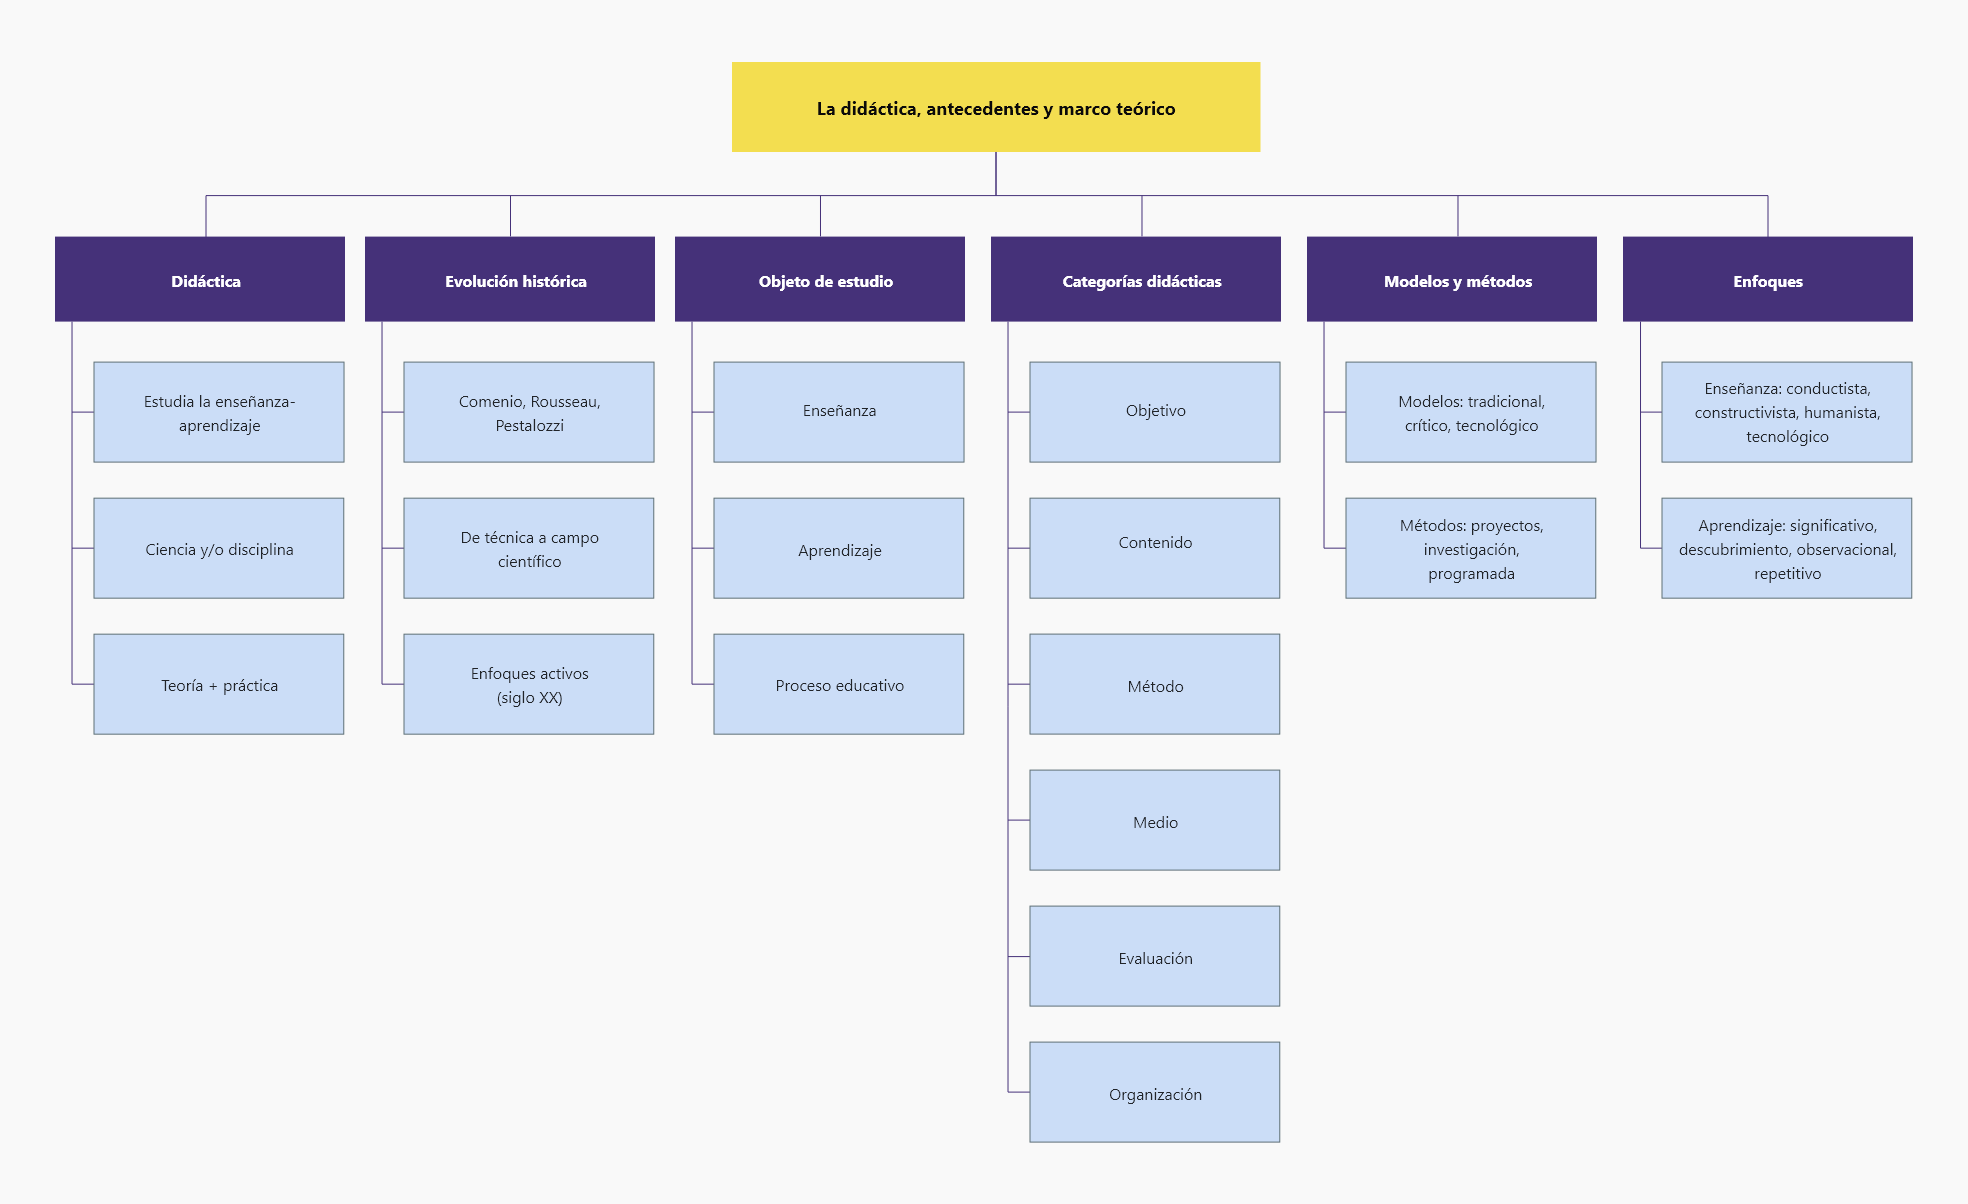 La didáctica, antecedentes y marco teórico
Didáctica
Estudia la enseñanza-
aprendizaje
Ciencia y/o disciplina
Teoría + práctica
Evolución histórica
Comenio, Rousseau,
Pestalozzi
De técnica a campo
científico
Enfoques activos
(siglo XX)
Objeto de estudio
Enseñanza
Aprendizaje
Proceso educativo
Categorías didácticas
Objetivo
Contenido
Método
Medio
Evaluación
Organización
Modelos y métodos
Modelos: tradicional,
crítico, tecnológico
Métodos: proyectos,
investigación,
programada
Enfoques
Enseñanza: conductista,
constructivista, humanista,
tecnológico
Aprendizaje: significativo,
descubrimiento, observacional,
repetitivo